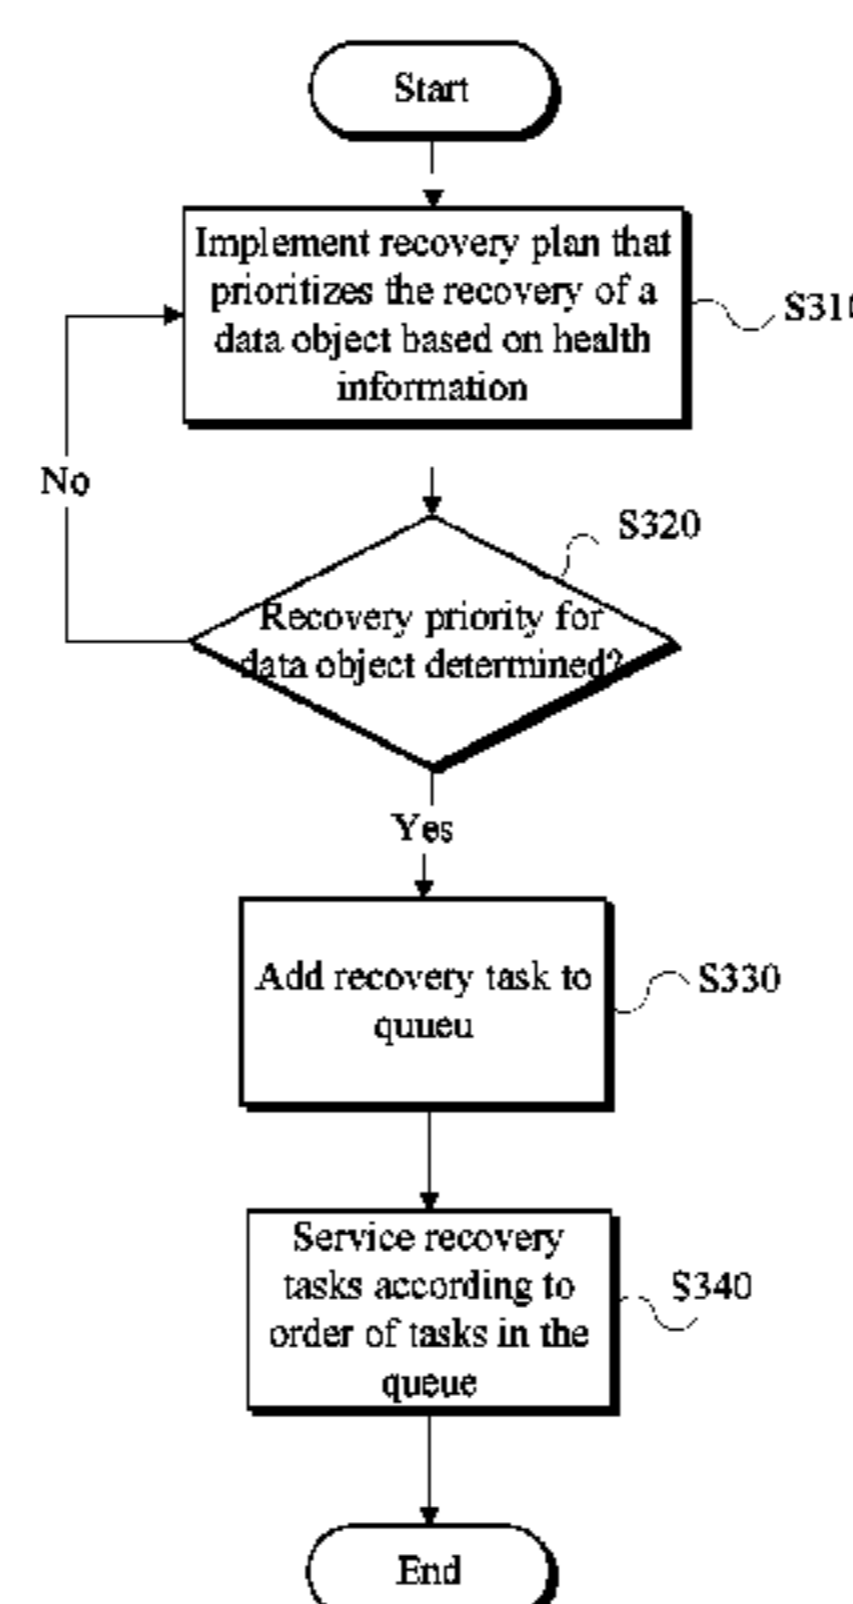 Start
Implement recovery plan that
prioritizes the recovery of a
data object based on health
information
S310
No
S320
Recovery priority for
data object determined?
Yes
Add recovery task to
quueu
S330
Service recovery
tasks according to
order of tasks in the
queue
S340
End